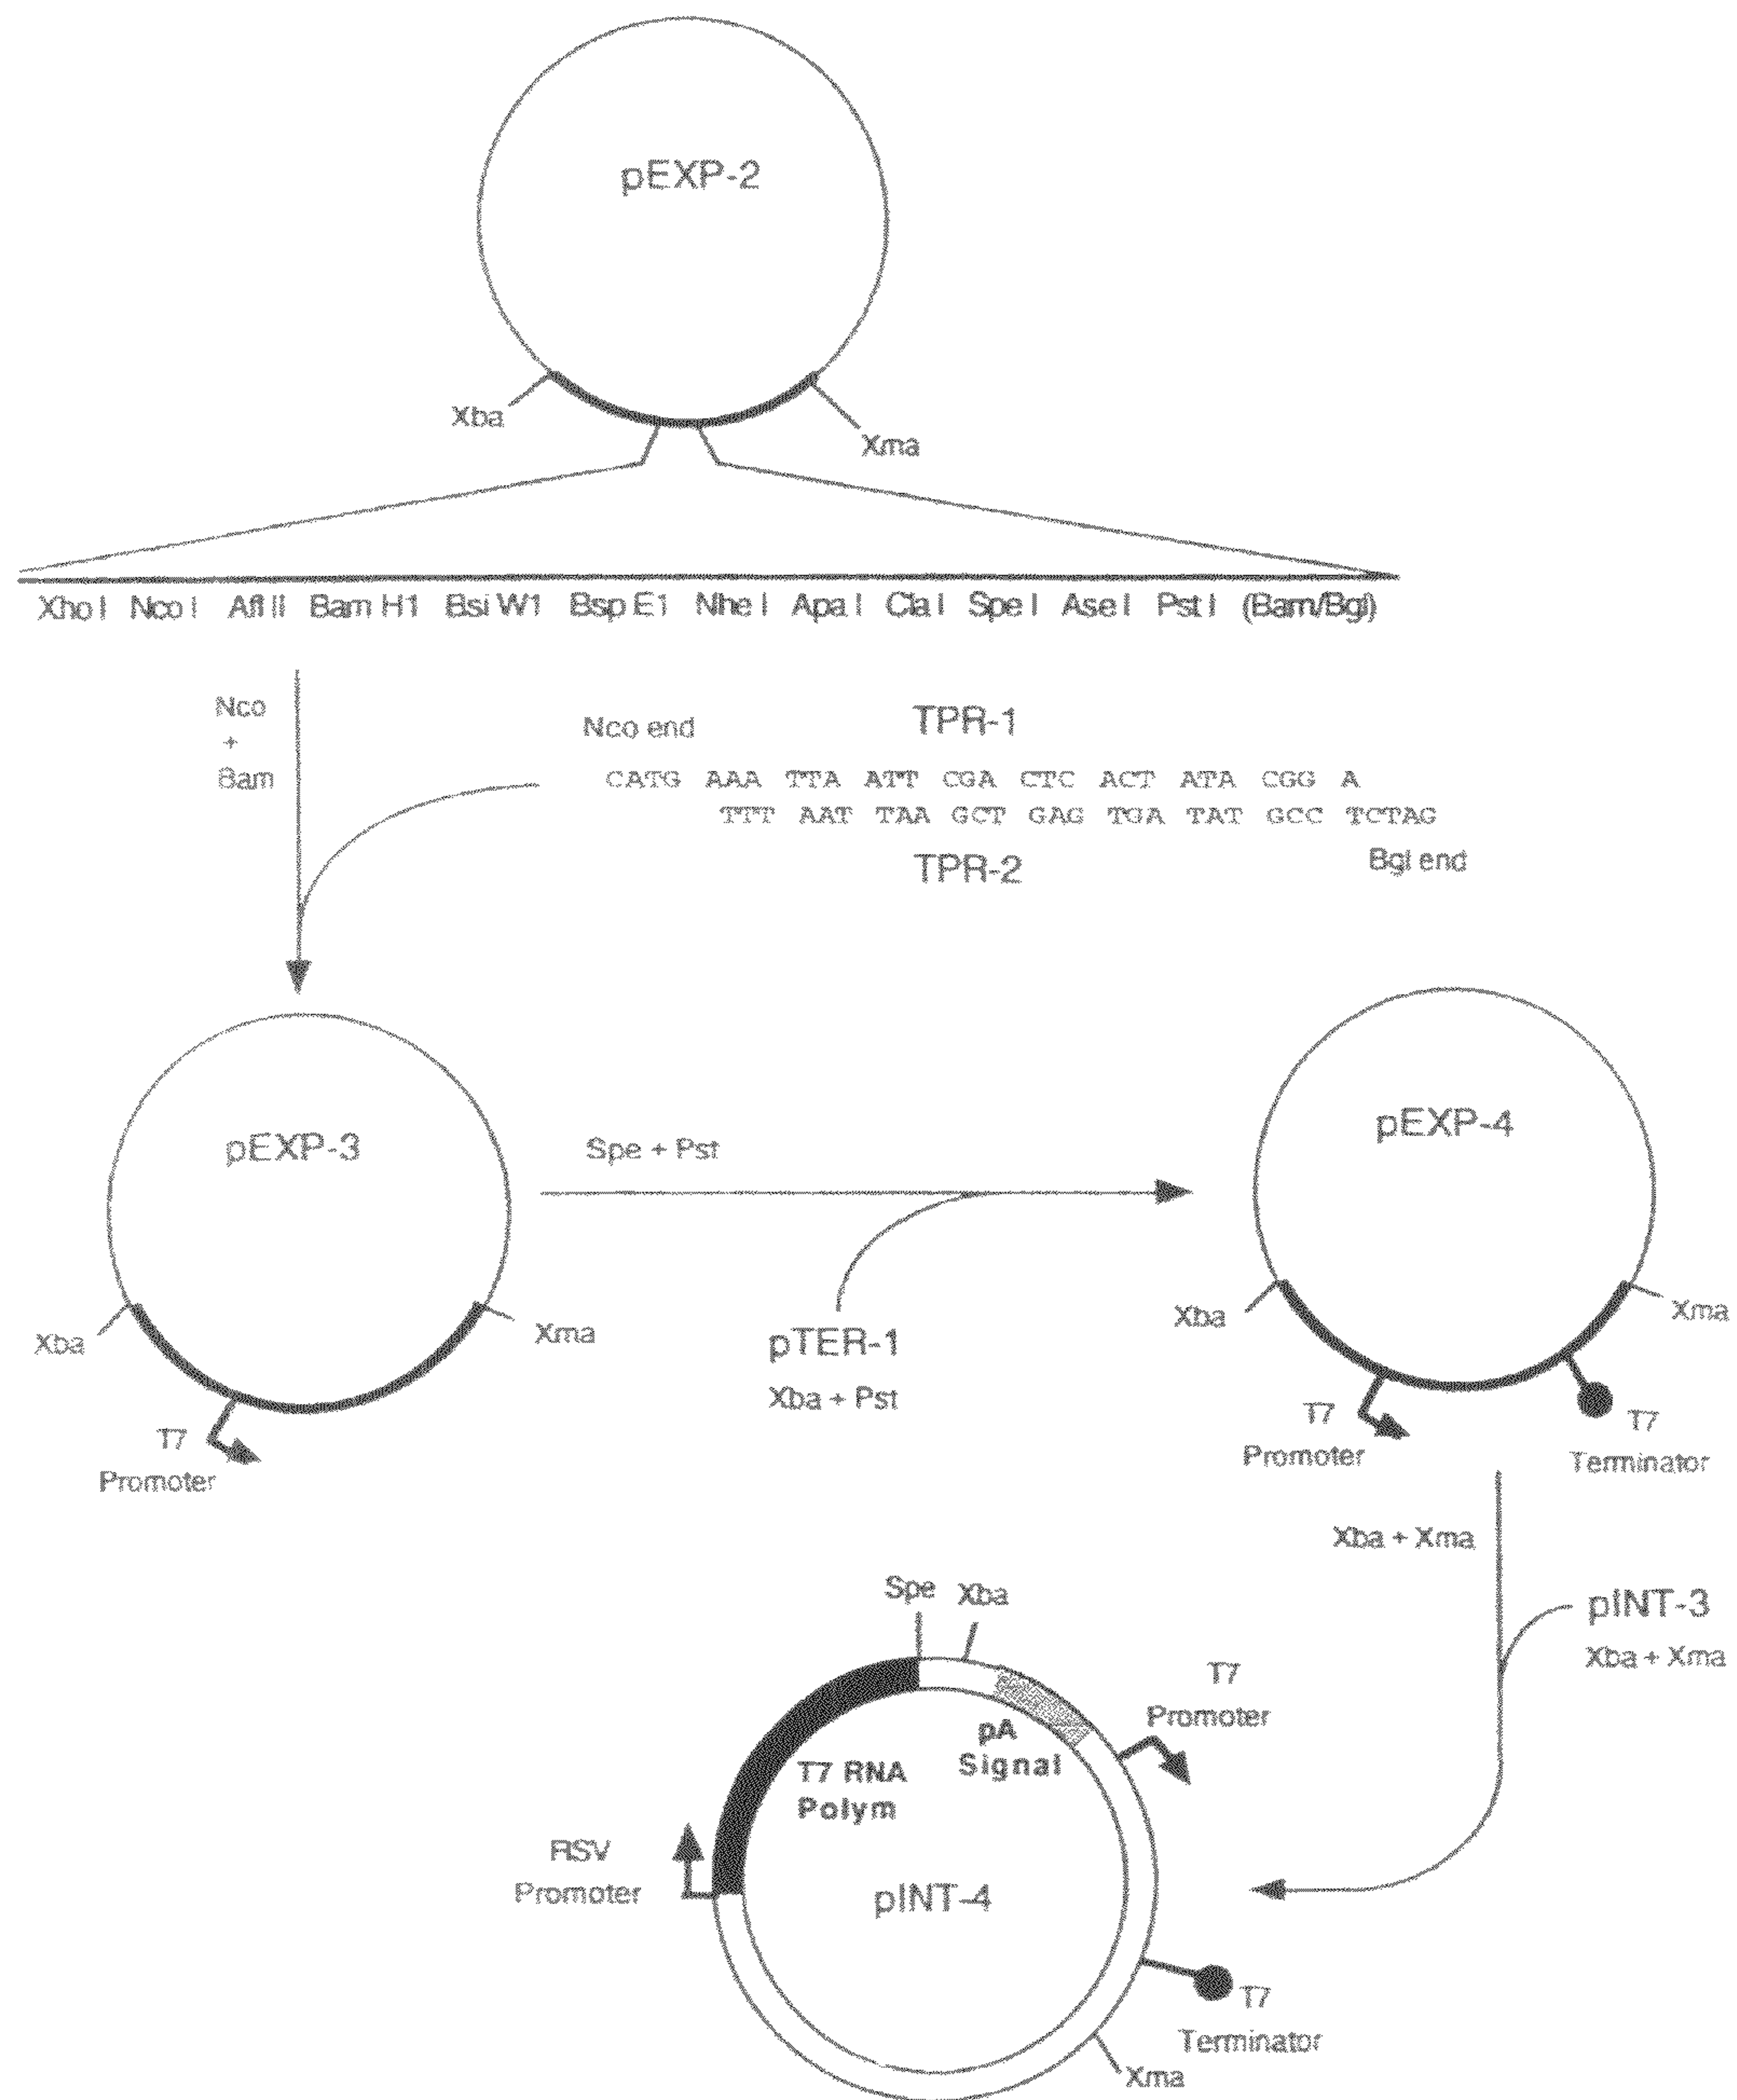 pEXP-2
Xba
Xma
Xho I Nco I Afl II Bam H1 Bsi W1 Bsp E1 Nhe I Apa I Cla I Spe I Ase I Pst I (Bam/Bgl)
Nco
+
Bam
Nco end
TPR-1
CATG AAA TTA ATT CGA CTC ACT ATA CGG A
TTT AAT TAA GCT GAG TGA TAT GCC TCTAG
TPR-2
Bgl end
pEXP-3
Xba
Xma
T7
Promoter
Spe + Pst
pTER-1
Xba + Pst
pEXP-4
Xba
Xma
T7
Promoter
T7
Terminator
Xba + Xma
pINT-3
Xba + Xma
Spe
Xba
T7
Promoter
pA
Signal
T7 RNA
Polym
RSV
Promoter
pINT-4
T7
Terminator
Xma